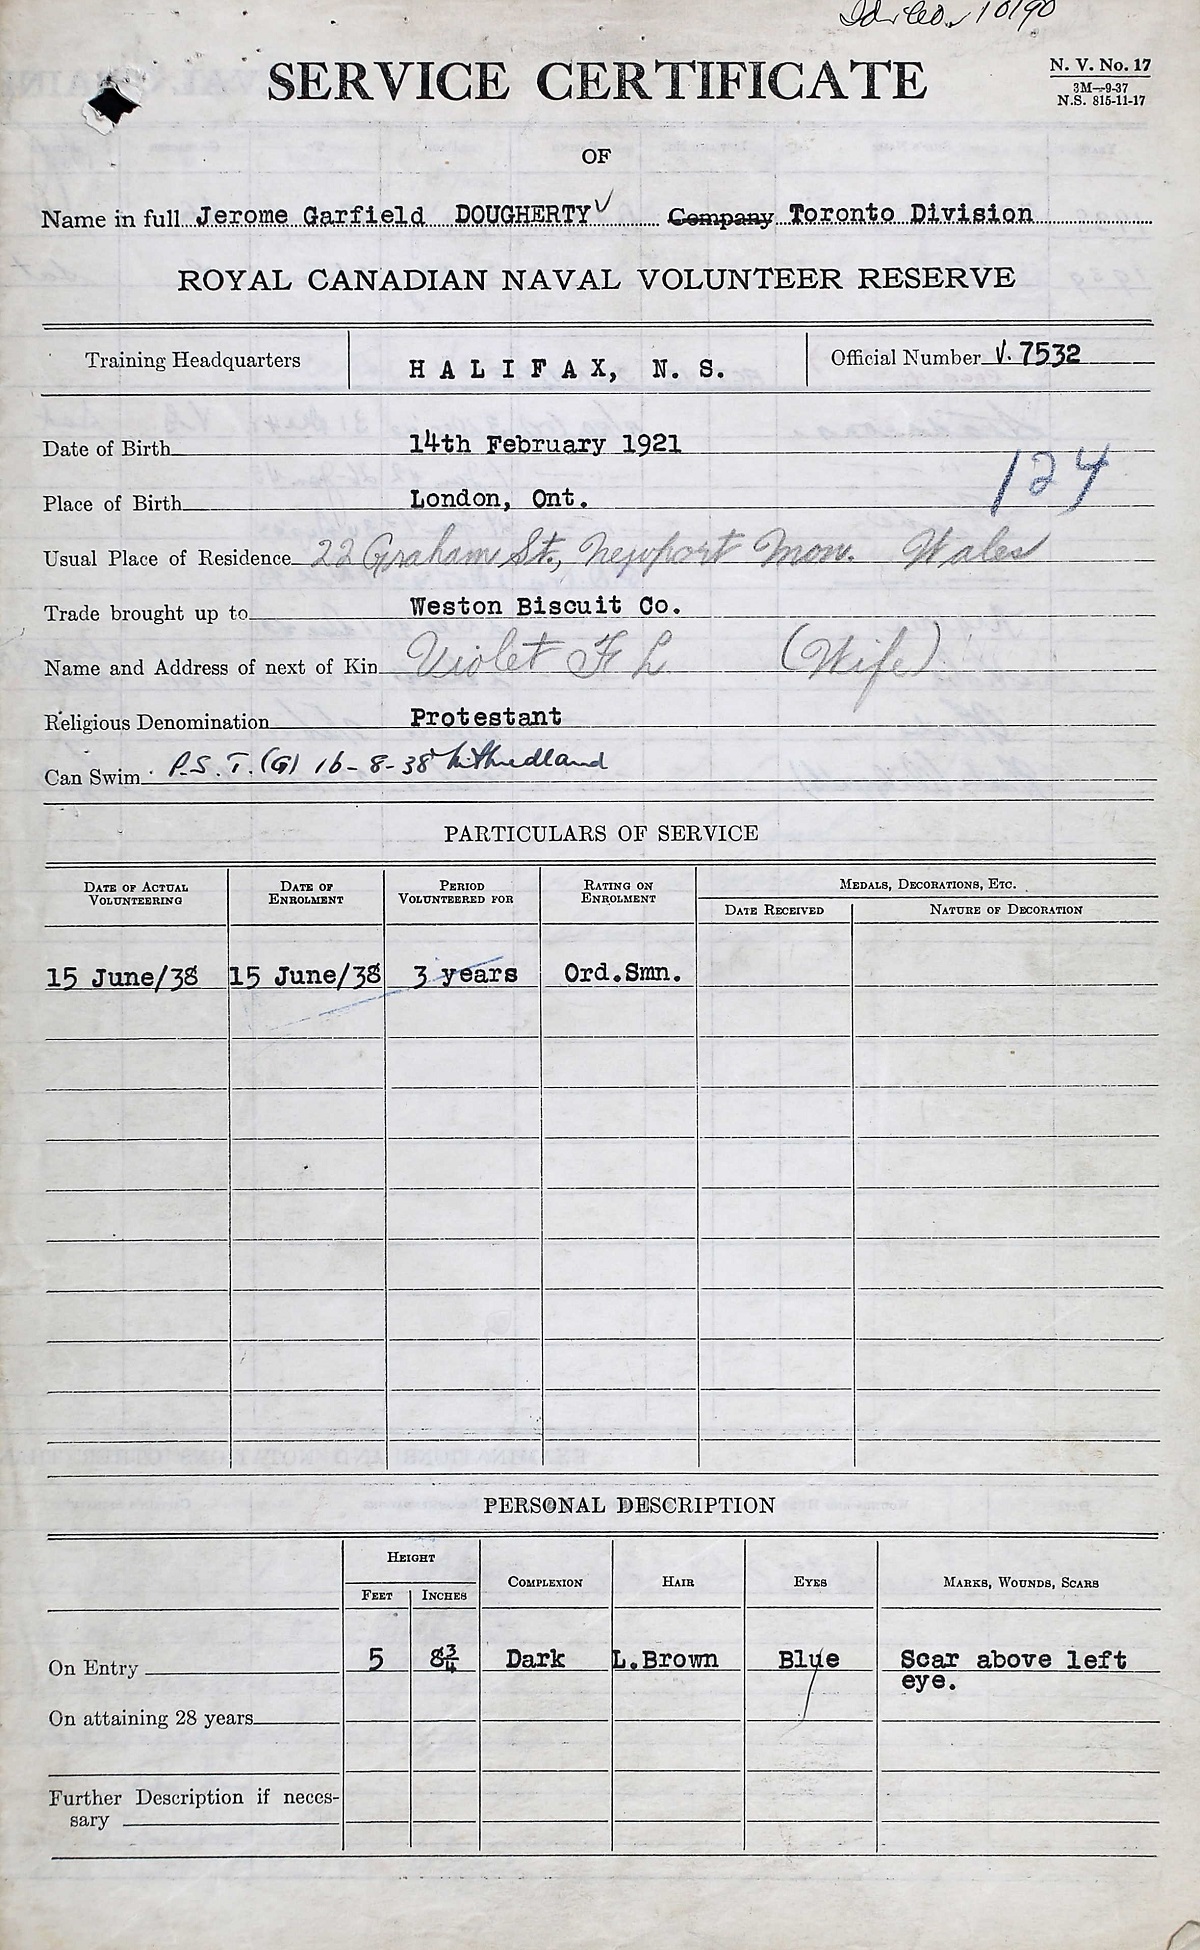 10190
SERVICE CERTIFICATE
N. V. No. 17
3M—9-37
N.S. 815-11-17
OF
Name in full Jerome Garfield DOUGHERTY Company Toronto Division
ROYAL CANADIAN NAVAL VOLUNTEER RESERVE
Training Headquarters HALIFAX, N. S. Official Number V. 7532
Date of Birth 14th February 1921
124
Place of Birth London, Ont.
Usual Place of Residence 22 Graham St., Newport Mon. Wales
Trade brought up to Weston Biscuit Co.
Name and Address of next of Kin Violet F L (Wife)
Religious Denomination Protestant
Can Swim P.S.T.(G) 16-8-38
PARTICULARS OF SERVICE
DATE OF ACTUAL VOLUNTEERING DATE OF ENROLMENT PERIOD VOLUNTEERED FOR RATING ON ENROLMENT MEDALS, DECORATIONS, ETC.
DATE RECEIVED NATURE OF DECORATION
15 June/38 15 June/38 3 years Ord.Smn.
PERSONAL DESCRIPTION
HEIGHT COMPLEXION HAIR EYES MARKS, WOUNDS, SCARS
FEET INCHES
On Entry 5 8¾ Dark L.Brown Blue Scar above left
eye.
On attaining 28 years
Further Description if neces-
sary